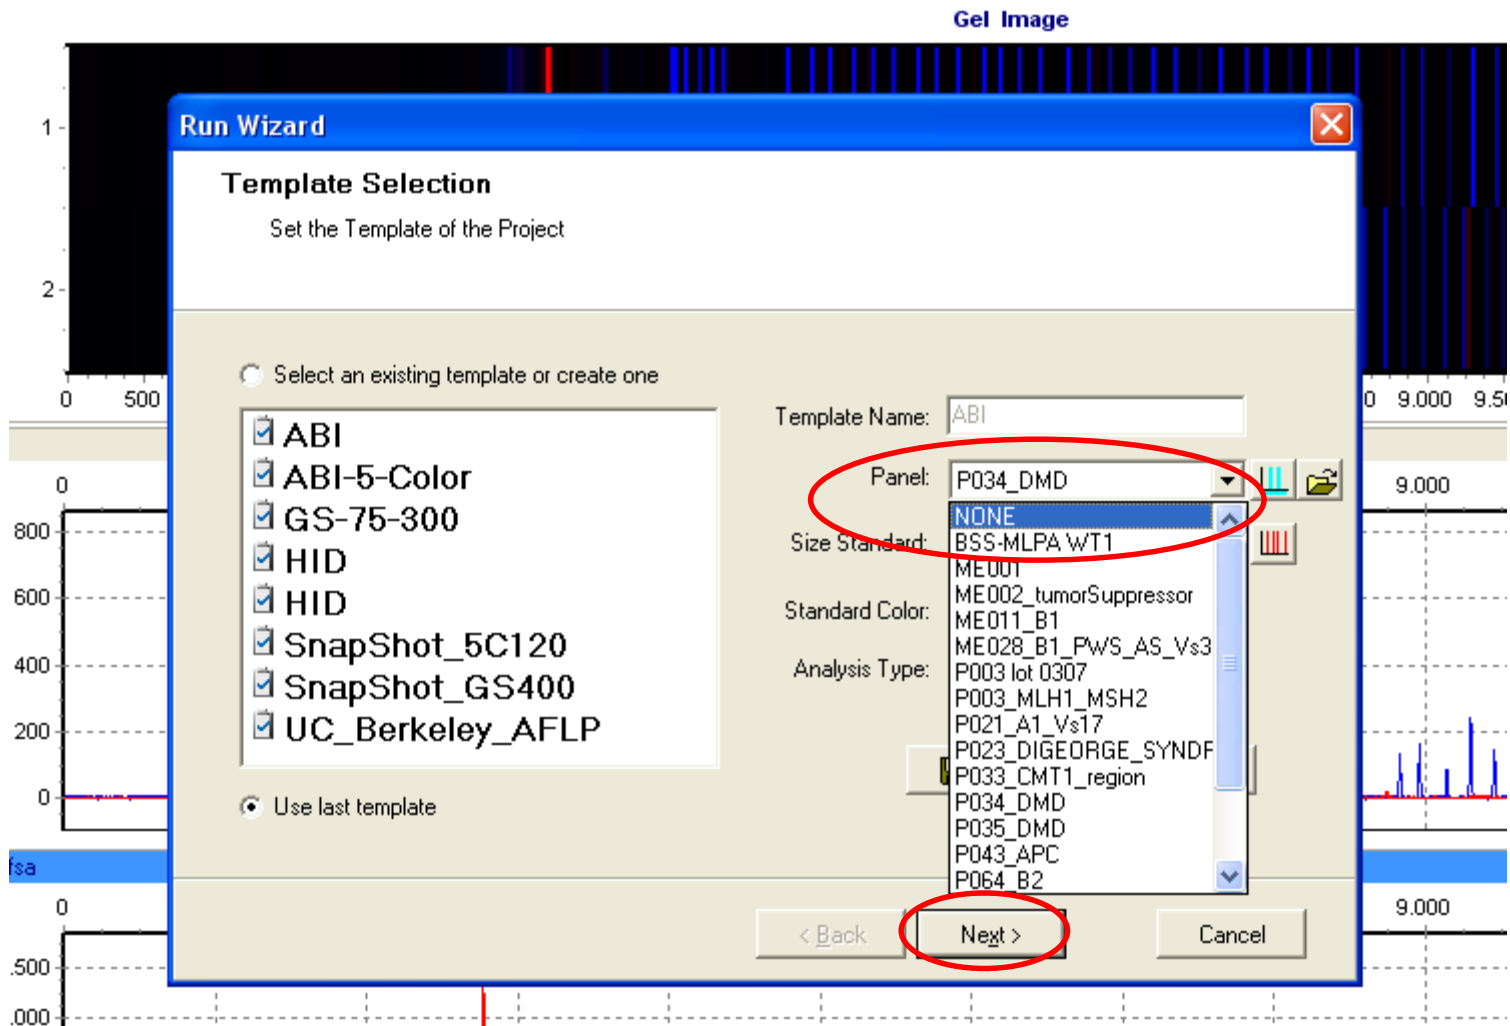 Gel Image
1
2
0
500
0
9.000
Run Wizard
Template Selection
Set the Template of the Project
Select an existing template or create one
ABI
ABI-5-Color
GS-75-300
HID
HID
SnapShot_5C120
SnapShot_GS400
UC_Berkeley_AFLP
Use last template
Template Name:
ABI
Panel:
P034_DMD
Size Standard:
Standard Color:
Analysis Type:
NONE
BSS-MLPA WT1
ME001
ME002_tumorSuppressor
ME011_B1
ME028_B1_PWS_AS_Vs3
P003 lot 0307
P003_MLH1_MSH2
P021_A1_Vs17
P023_DIGEORGE_SYNDF
P033_CMT1_region
P034_DMD
P035_DMD
P043_APC
P064_B2
< Back
Next >
Cancel
0
9.000
800
600
400
200
0
fsa
0
9.000
.500
.000